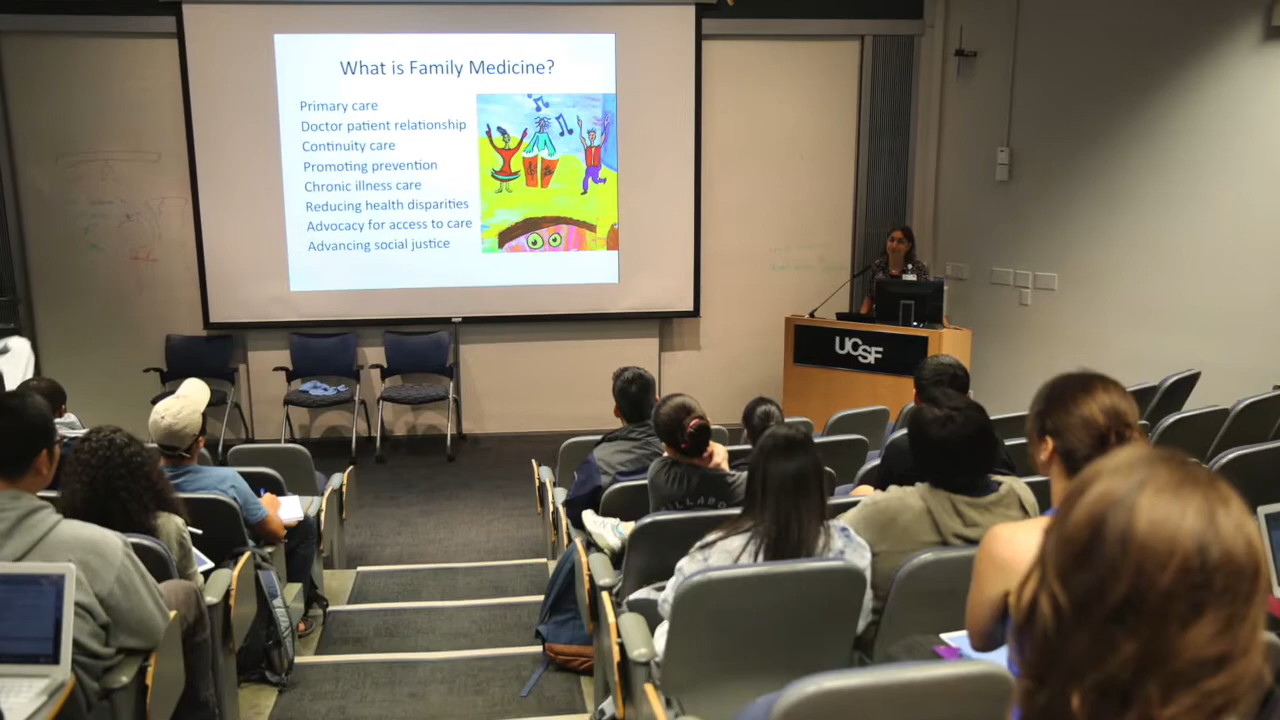 What is Family Medicine?
Primary care
Doctor patient relationship
Continuity care
Promoting prevention
Chronic illness care
Reducing health disparities
Advocacy for access to care
Advancing social justice
UCSF